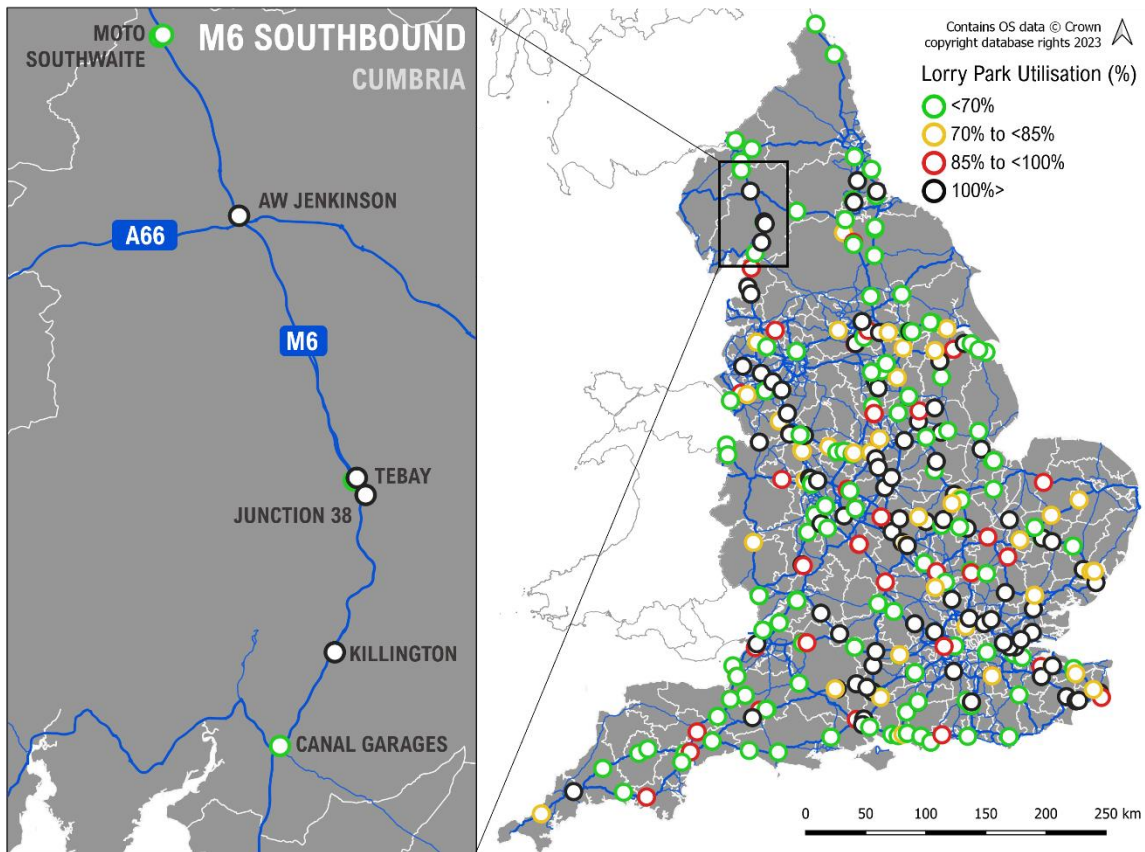 MOTO
SOUTHWAITE
M6 SOUTHBOUND
CUMBRIA
AW JENKINSON
A66
M6
TEBAY
JUNCTION 38
KILLINGTON
CANAL GARAGES
Contains OS data © Crown
copyright database rights 2023
Lorry Park Utilisation (%)
<70%
70% to <85%
85% to <100%
100%>
0 50 100 150 200 250 km